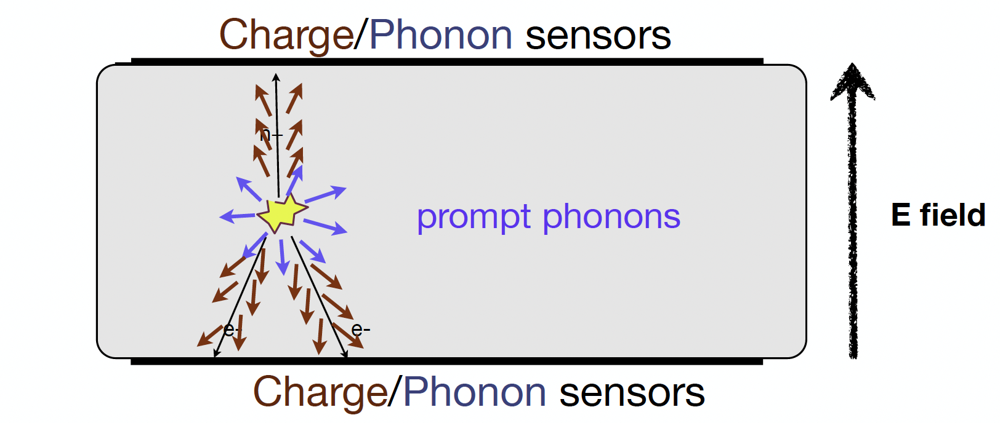 Charge/Phonon sensors
h+
prompt phonons
E field
e-
e-
Charge/Phonon sensors